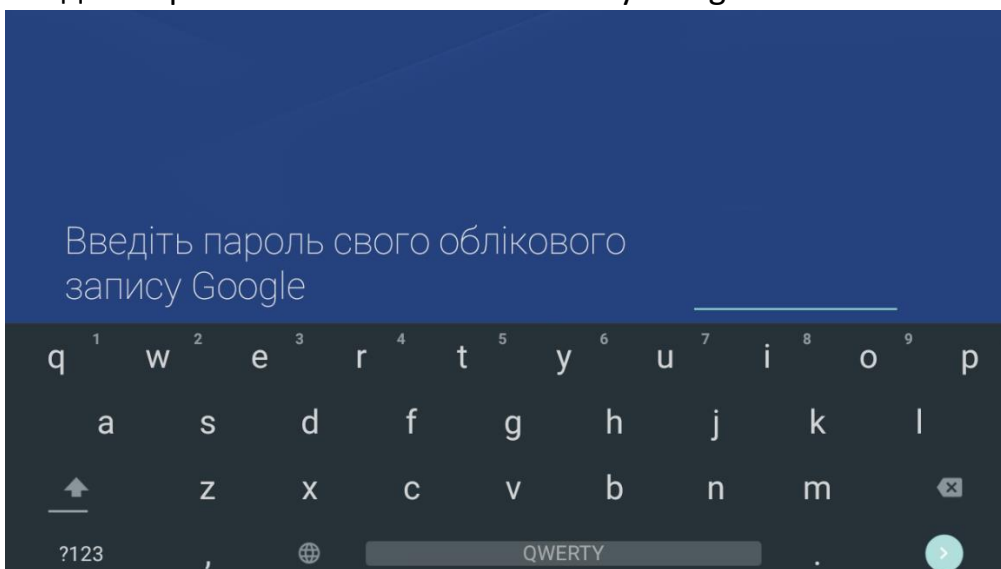 Введіть пароль свого облікового
запису Google
q 1 w 2 e 3 r 4 t 5 y 6 u 7 i 8 o 9 p
a s d f g h j k l
z x c v b n m
?123 , QWERTY .